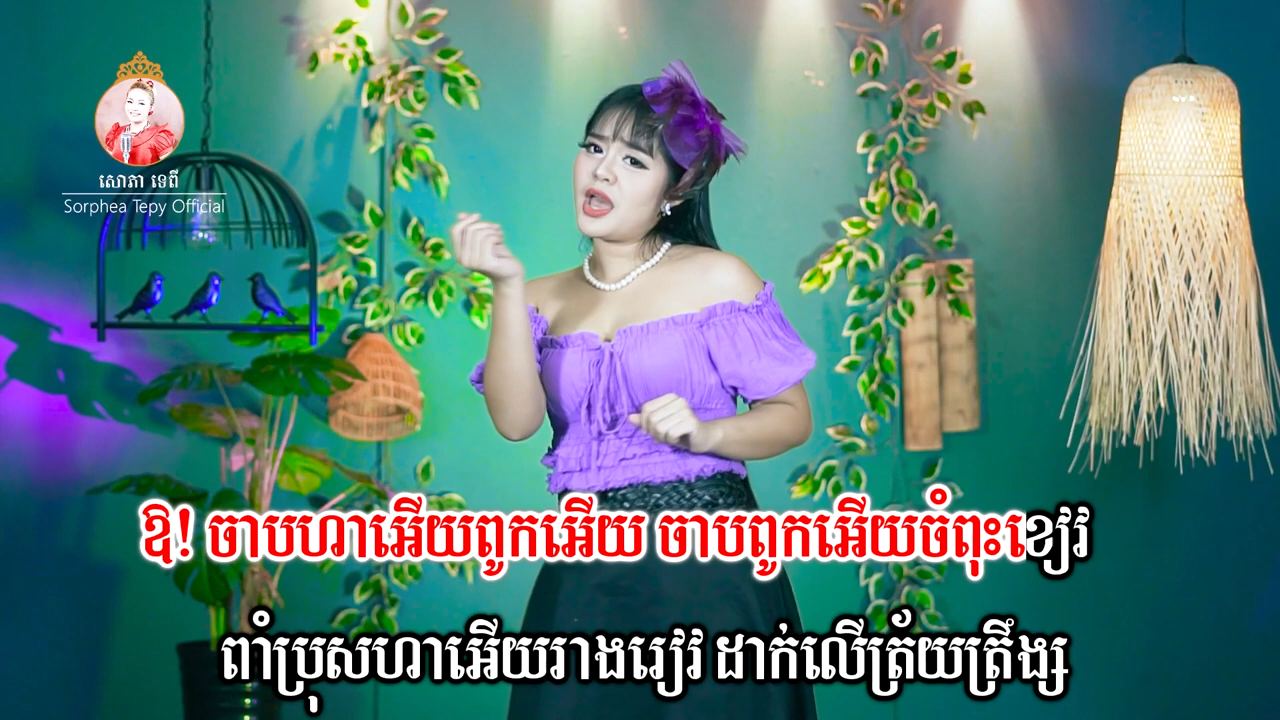 សោភា ទេពី
Sorphea Tepy Official
ឱ! ចាបហាអើយពូកអើយ ចាបពូកអើយចំពុះខៀវ
ពាំប្រុសហាអើយរាងរៀវ ដាក់លើត្រ័យត្រឹង្ស